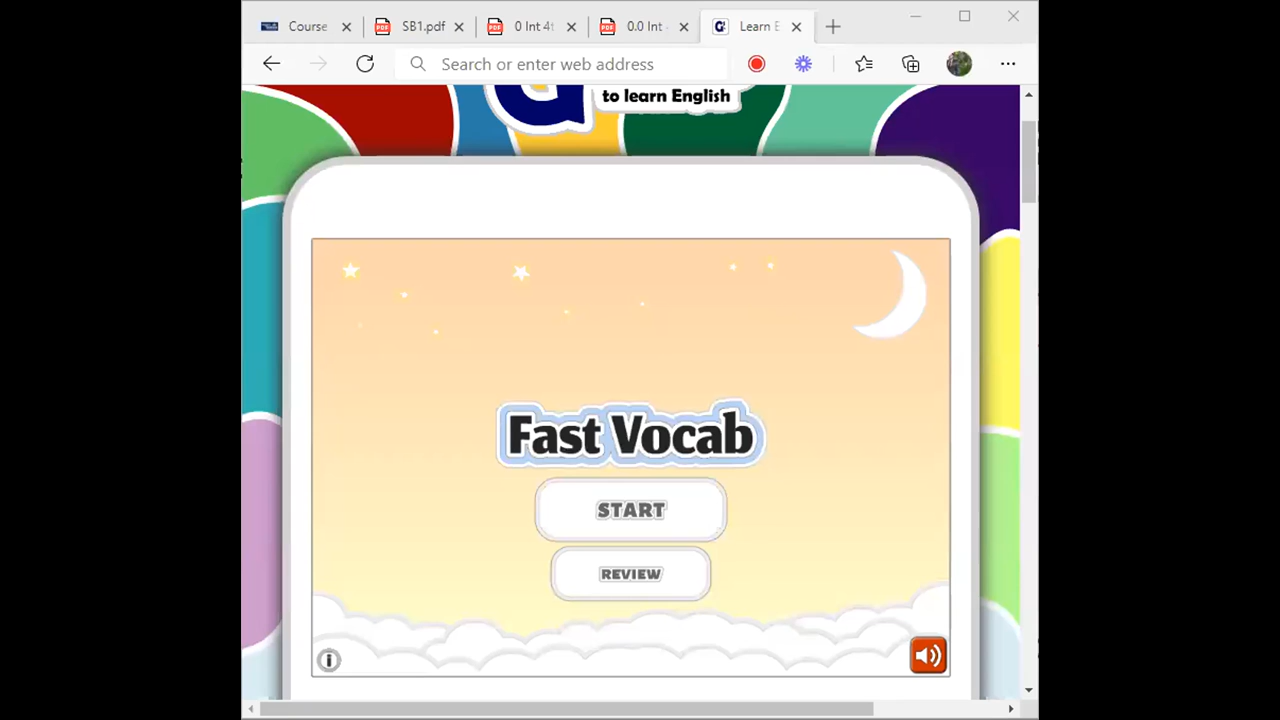 Course
SB1.pdf
0 Int 4t
0.0 Int
Learn E
Search or enter web address
to learn English
Fast Vocab
START
REVIEW